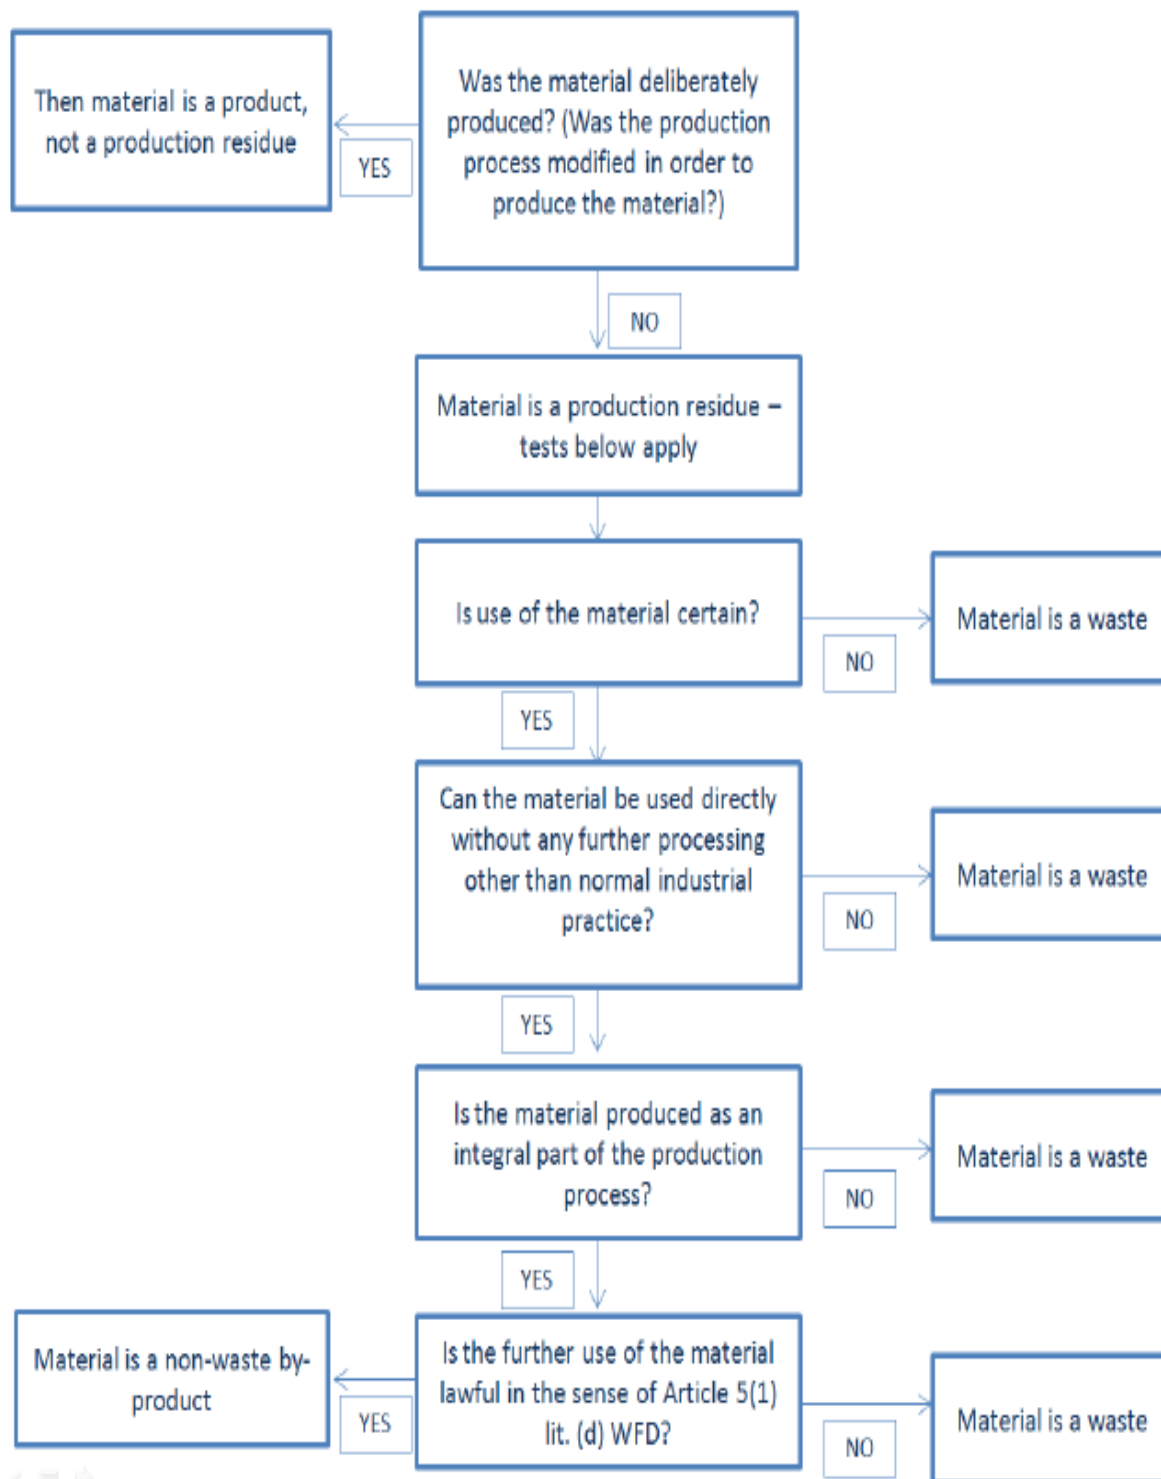 Was the material deliberately
produced? (Was the production
process modified in order to
produce the material?)
YES
Then material is a product,
not a production residue
NO
Material is a production residue –
tests below apply
Is use of the material certain?
NO
Material is a waste
YES
Can the material be used directly
without any further processing
other than normal industrial
practice?
NO
Material is a waste
YES
Is the material produced as an
integral part of the production
process?
NO
Material is a waste
YES
Is the further use of the material
lawful in the sense of Article 5(1)
lit. (d) WFD?
YES
Material is a non-waste by-
product
NO
Material is a waste